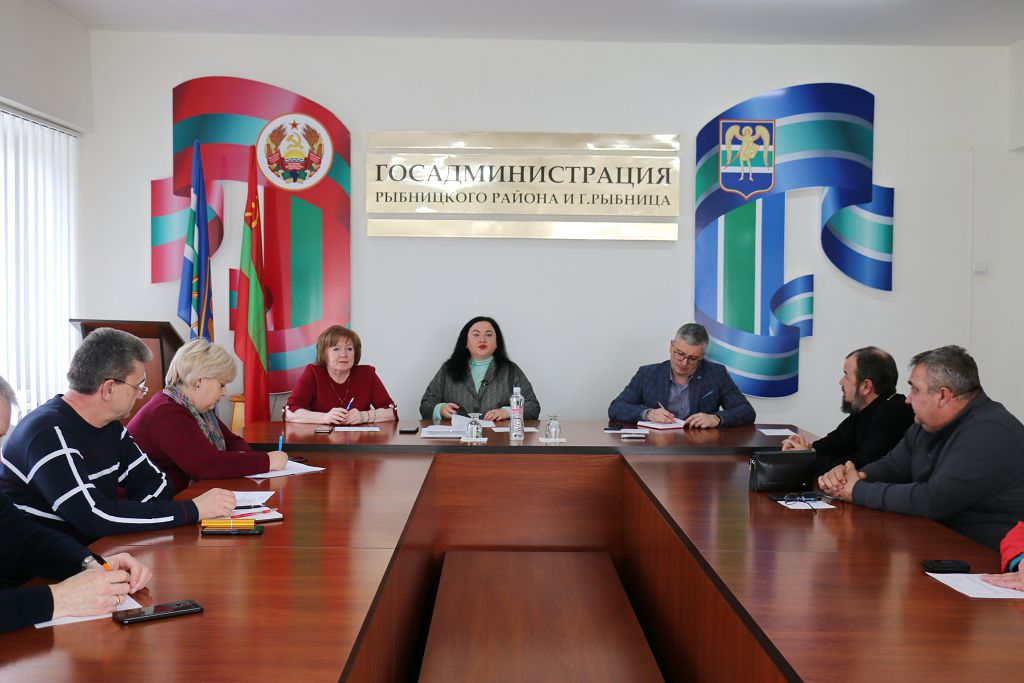 ГОСАДМИНИСТРАЦИЯ
РЫБНИЦКОГО РАЙОНА И Г.РЫБНИЦА